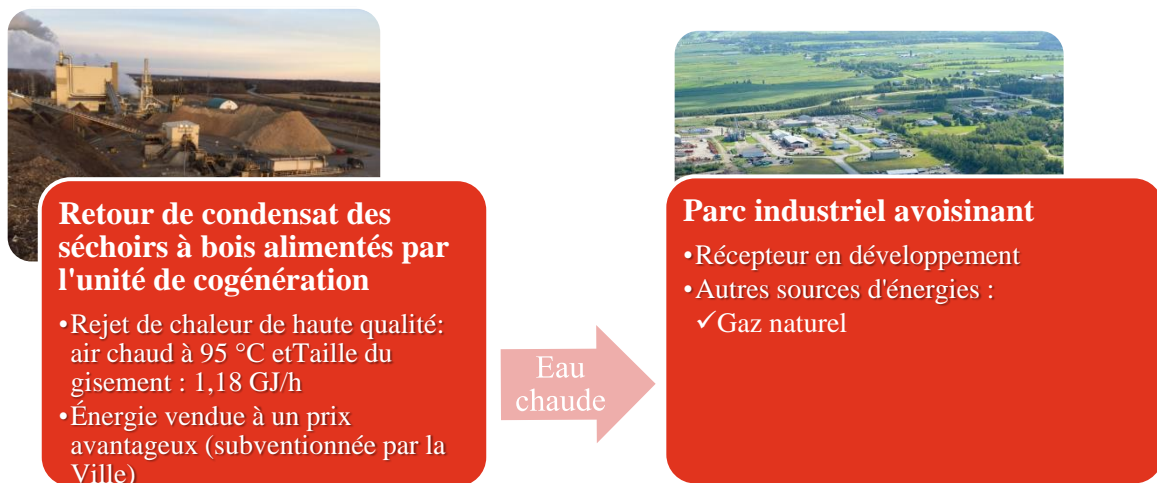 Retour de condensat des
séchoirs à bois alimentés par
l'unité de cogénération
•Rejet de chaleur de haute qualité:
air chaud à 95 °C etTaille du
gisement : 1,18 GJ/h
•Énergie vendue à un prix
avantageux (subventionnée par la
Ville)
Eau
chaude
Parc industriel avoisinant
•Récepteur en développement
•Autres sources d'énergies :
✓Gaz naturel